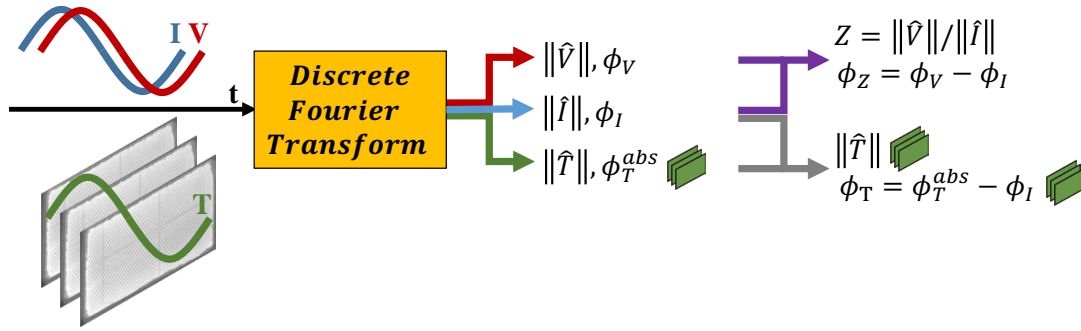 I V
t
T
Discrete
Fourier
Transform
‖V̂‖, ϕ_V
‖Î‖, ϕ_I
‖T̂‖, ϕ_T^{abs}
Z = ‖V̂‖/‖Î‖
ϕ_Z = ϕ_V − ϕ_I
‖T̂‖
ϕ_T = ϕ_T^{abs} − ϕ_I